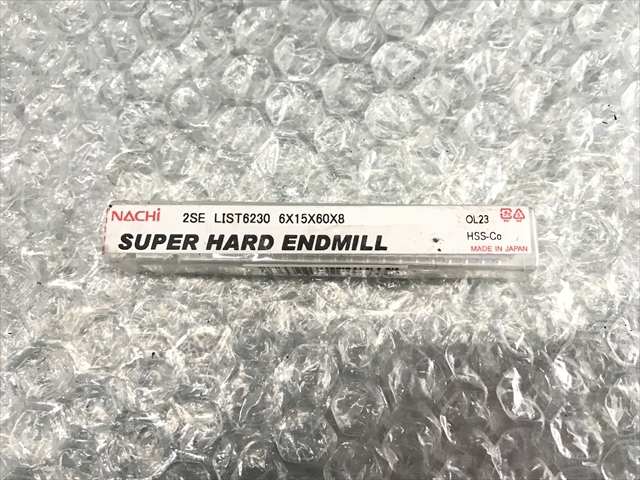 NACHi 2SE LIST6230 6X15X60X8 OL23
SUPER HARD ENDMILL HSS-Co
MADE IN JAPAN